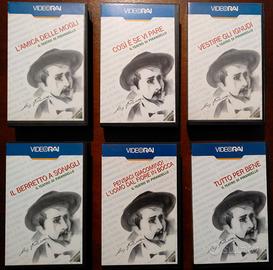 VIDEORAI
L'AMICA DELLE MOGLI
IL TEATRO DI PIRANDELLO
VIDEORAI
COSÌ È SE VI PARE
IL TEATRO DI PIRANDELLO
VIDEORAI
VESTIRE GLI IGNUDI
IL TEATRO DI PIRANDELLO
VIDEORAI
IL BERRETTO A SONAGLI
IL TEATRO DI PIRANDELLO
VIDEORAI
PENSACI GIACOMINO!
L'UOMO DAL FIORE IN BOCCA
IL TEATRO DI PIRANDELLO
VIDEORAI
TUTTO PER BENE
IL TEATRO DI PIRANDELLO